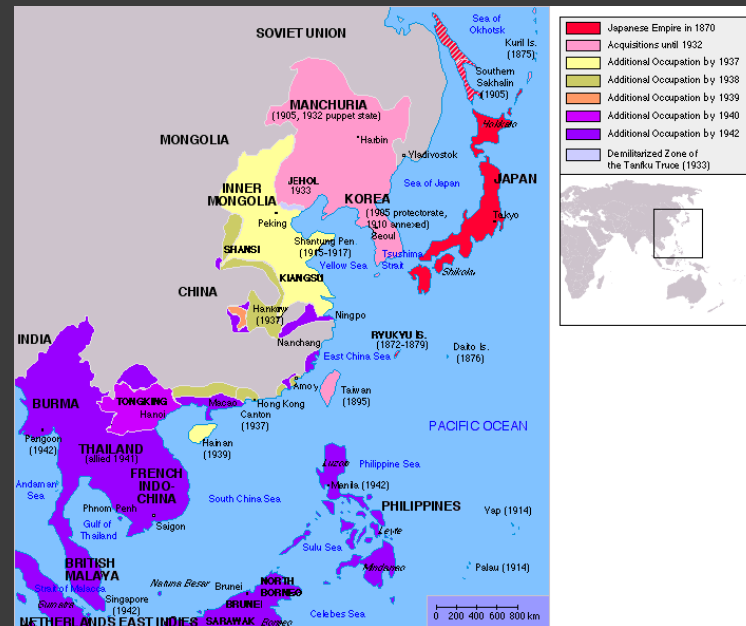 SOVIET UNION
Sea of
Okhotsk
Kuril Is.
(1875)
Southern
Sakhalin
(1905)
MANCHURIA
(1905, 1932 puppet state)
Harbin
Hokkaido
MONGOLIA
Vladivostok
JEHOL
1933
Sea of Japan
JAPAN
INNER
MONGOLIA
KOREA
(1905 protectorate,
1910 annexed)
Peking
Seoul
Tokyo
SHANSI
Shantung Pen.
(1915-1917)
Tsushima
Strait
Yellow Sea
Shikoku
KIANGSU
CHINA
Hankow
(1937)
Ningpo
Nanchang
RYUKYU IS.
(1872-1879)
Daito Is.
(1876)
East China Sea
INDIA
Amoy
Taiwan
(1895)
BURMA
TONGKING
Hanoi
Macao
Hong Kong
Canton
(1937)
PACIFIC OCEAN
Rangoon
(1942)
Hainan
(1939)
THAILAND
(allied 1941)
Luzon
Philippine Sea
FRENCH
INDO-
CHINA
Andaman
Sea
Manila (1942)
South China Sea
PHILIPPINES
Phnom Penh
Yap (1914)
Gulf of
Thailand
Saigon
Leyte
Sulu Sea
BRITISH
MALAYA
Mindanao
Palau (1914)
Strait of Malacca
Natuna Besar
Brunei
NORTH
BORNEO
Sumatra
Singapore
(1942)
BRUNEI
Celebes Sea
NETHERLANDS EAST INDIES
SARAWAK
Borneo
0 200 400 600 800 km
Japanese Empire in 1870
Acquisitions until 1932
Additional Occupation by 1937
Additional Occupation by 1938
Additional Occupation by 1939
Additional Occupation by 1940
Additional Occupation by 1942
Demilitarized Zone of
the Tanfku Truce (1933)